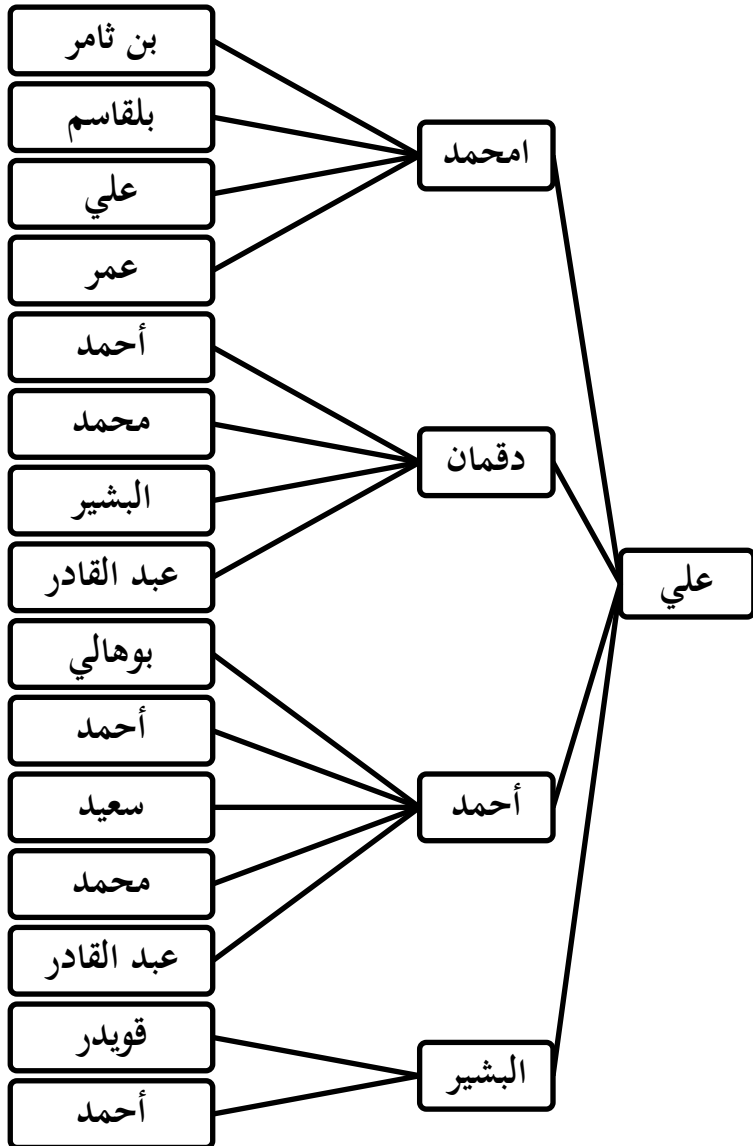 علي
امحمد
بن ثامر
بلقاسم
علي
عمر
دقمان
أحمد
محمد
البشير
عبد القادر
أحمد
بوهالي
أحمد
سعيد
محمد
عبد القادر
البشير
قويدر
أحمد